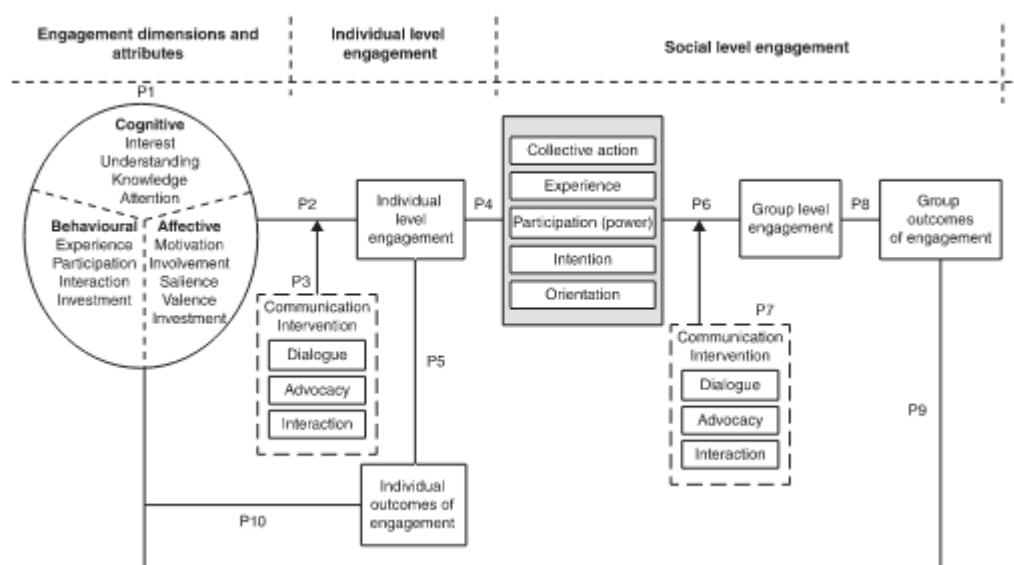 Engagement dimensions and
attributes
Individual level
engagement
Social level engagement
P1
Cognitive
Interest
Understanding
Knowledge
Attention
Behavioural
Experience
Participation
Interaction
Investment
Affective
Motivation
Involvement
Salience
Valence
Investment
P2
P3
Communication
Intervention
Dialogue
Advocacy
Interaction
Individual
level
engagement
P4
P5
Individual
outcomes of
engagement
P10
Collective action
Experience
Participation (power)
Intention
Orientation
P6
P7
Communication
Intervention
Dialogue
Advocacy
Interaction
Group level
engagement
P8
Group
outcomes
of engagement
P9